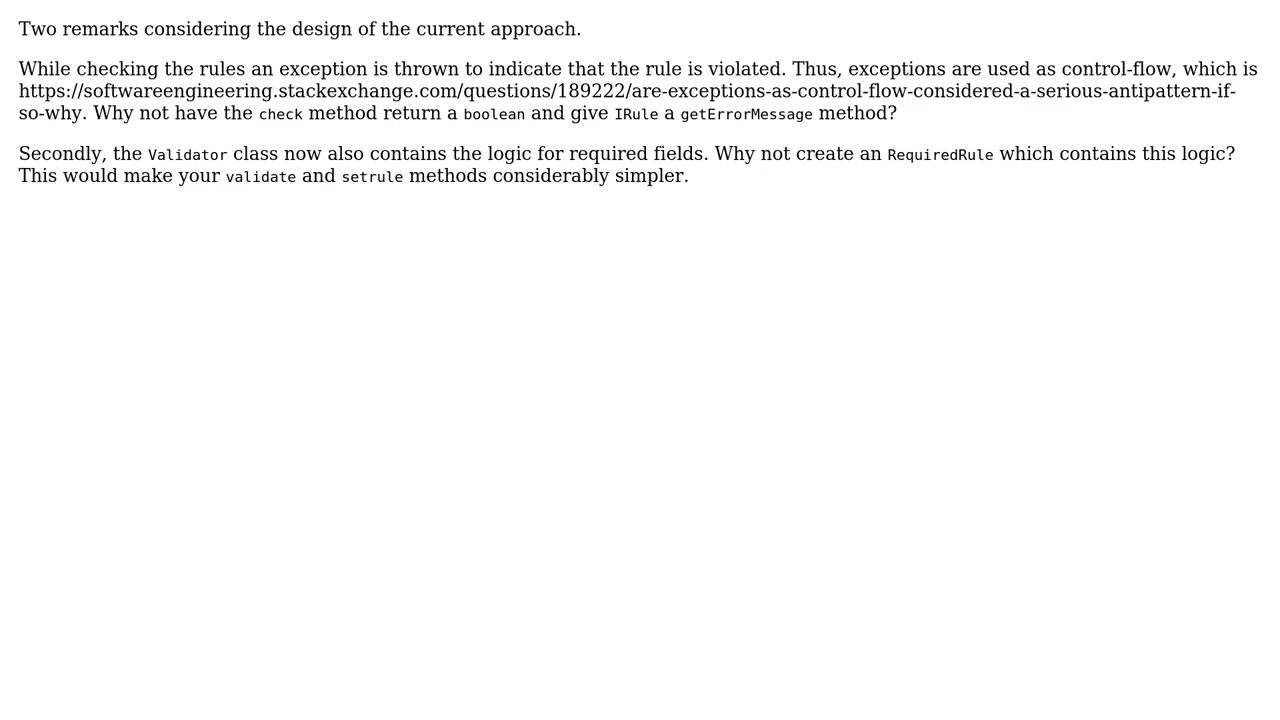 Two remarks considering the design of the current approach.
While checking the rules an exception is thrown to indicate that the rule is violated. Thus, exceptions are used as control-flow, which is
https://softwareengineering.stackexchange.com/questions/189222/are-exceptions-as-control-flow-considered-a-serious-antipattern-if-
so-why. Why not have the check method return a boolean and give IRule a getErrorMessage method?
Secondly, the Validator class now also contains the logic for required fields. Why not create an RequiredRule which contains this logic?
This would make your validate and setrule methods considerably simpler.